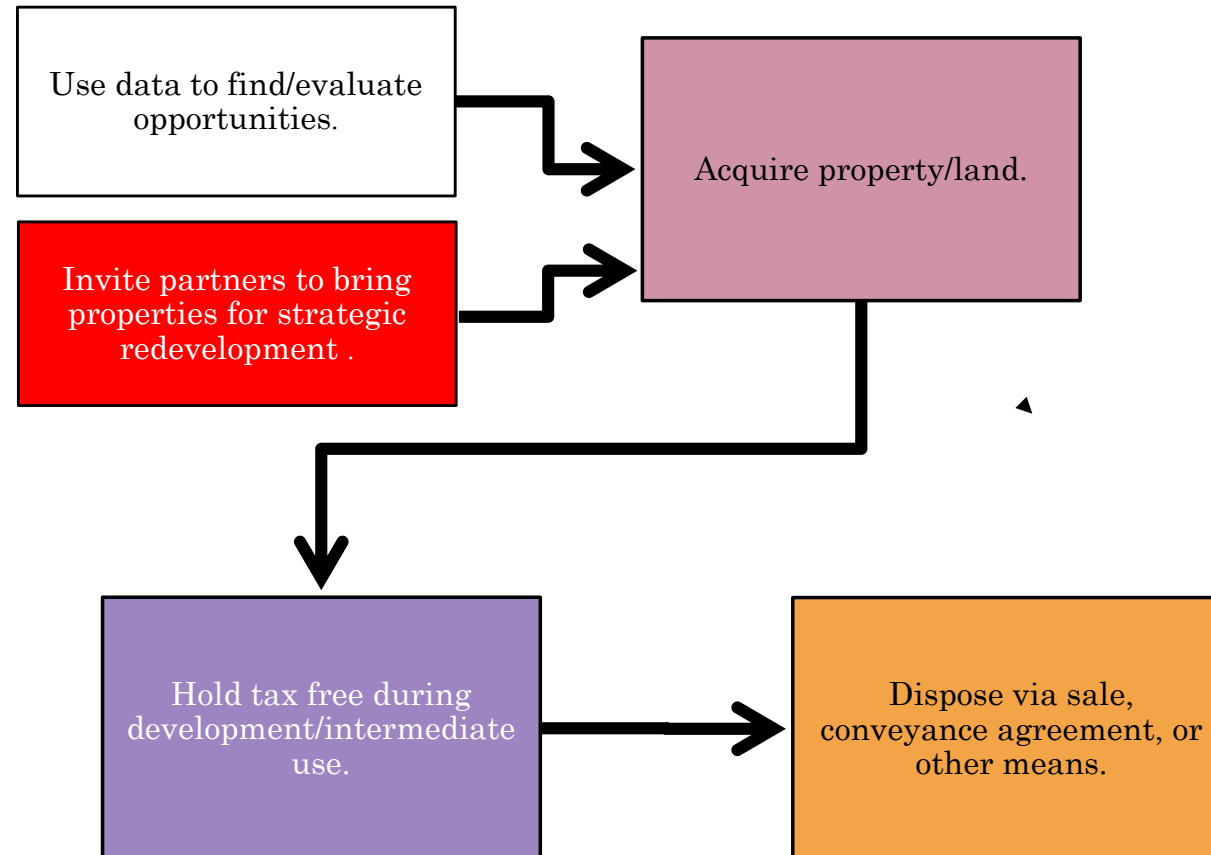 Use data to find/evaluate
opportunities.
Acquire property/land.
Invite partners to bring
properties for strategic
redevelopment .
Hold tax free during
development/intermediate
use.
Dispose via sale,
conveyance agreement, or
other means.